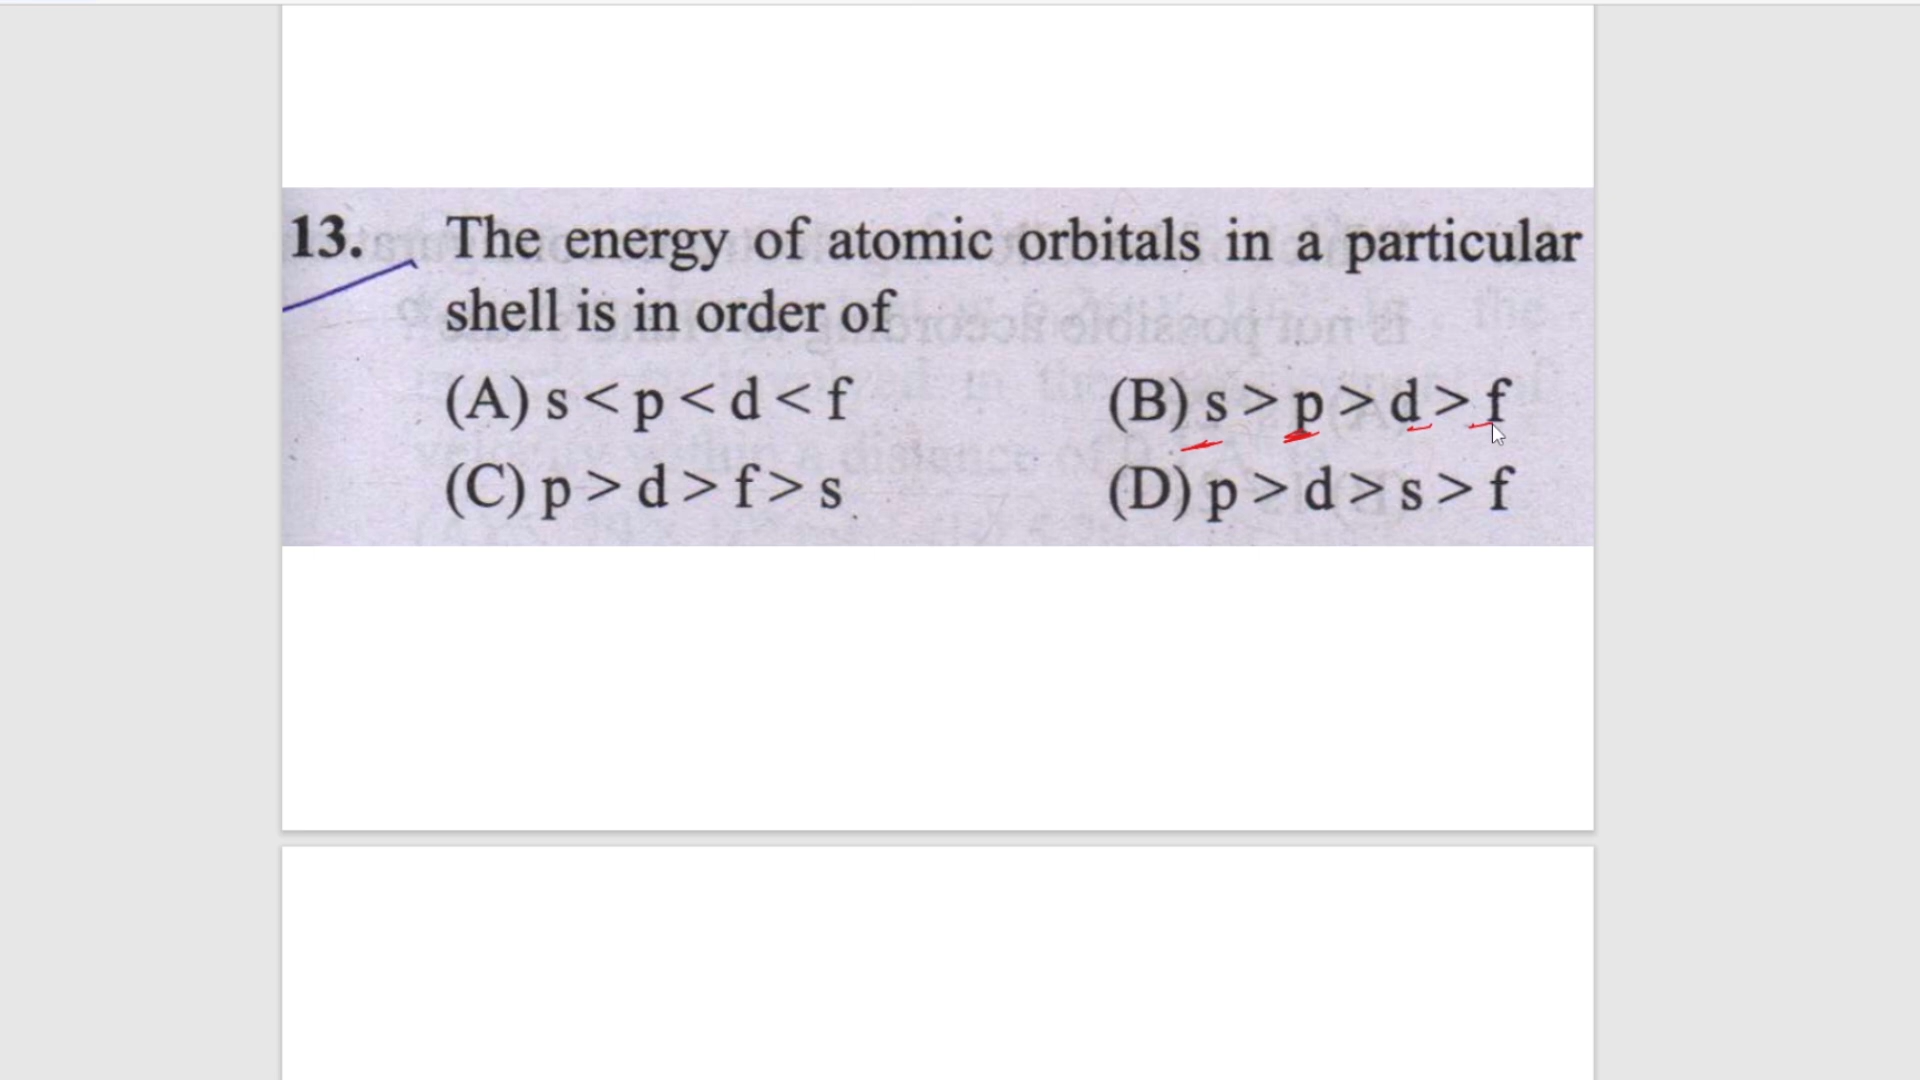 13. The energy of atomic orbitals in a particular
shell is in order of
(A) s < p < d < f (B) s > p > d > f
(C) p > d > f > s (D) p > d > s > f